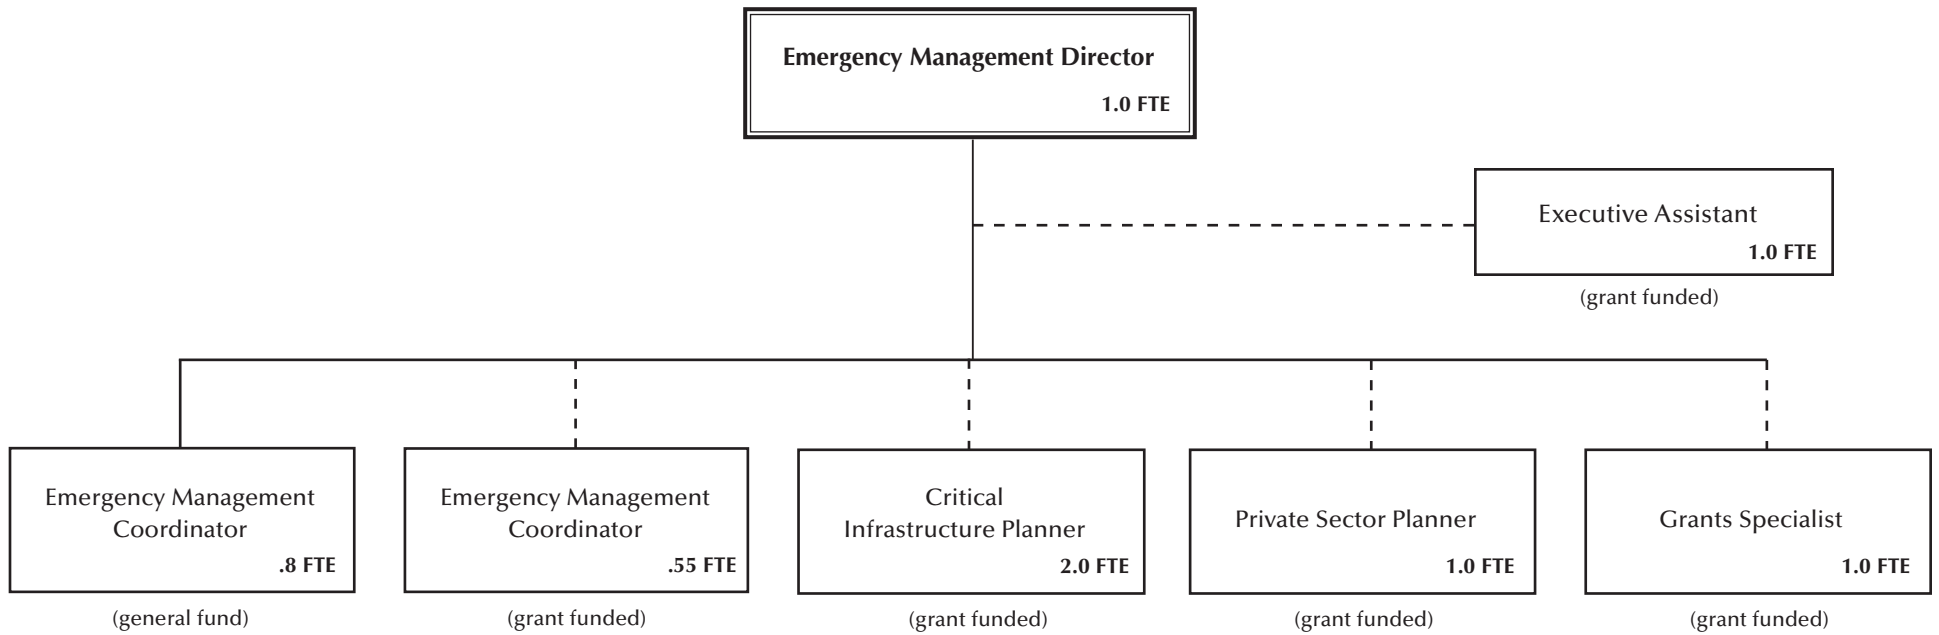 Emergency Management Director
1.0 FTE
Executive Assistant
1.0 FTE
(grant funded)
Emergency Management
Coordinator
.8 FTE
(general fund)
Emergency Management
Coordinator
.55 FTE
(grant funded)
Critical
Infrastructure Planner
2.0 FTE
(grant funded)
Private Sector Planner
1.0 FTE
(grant funded)
Grants Specialist
1.0 FTE
(grant funded)